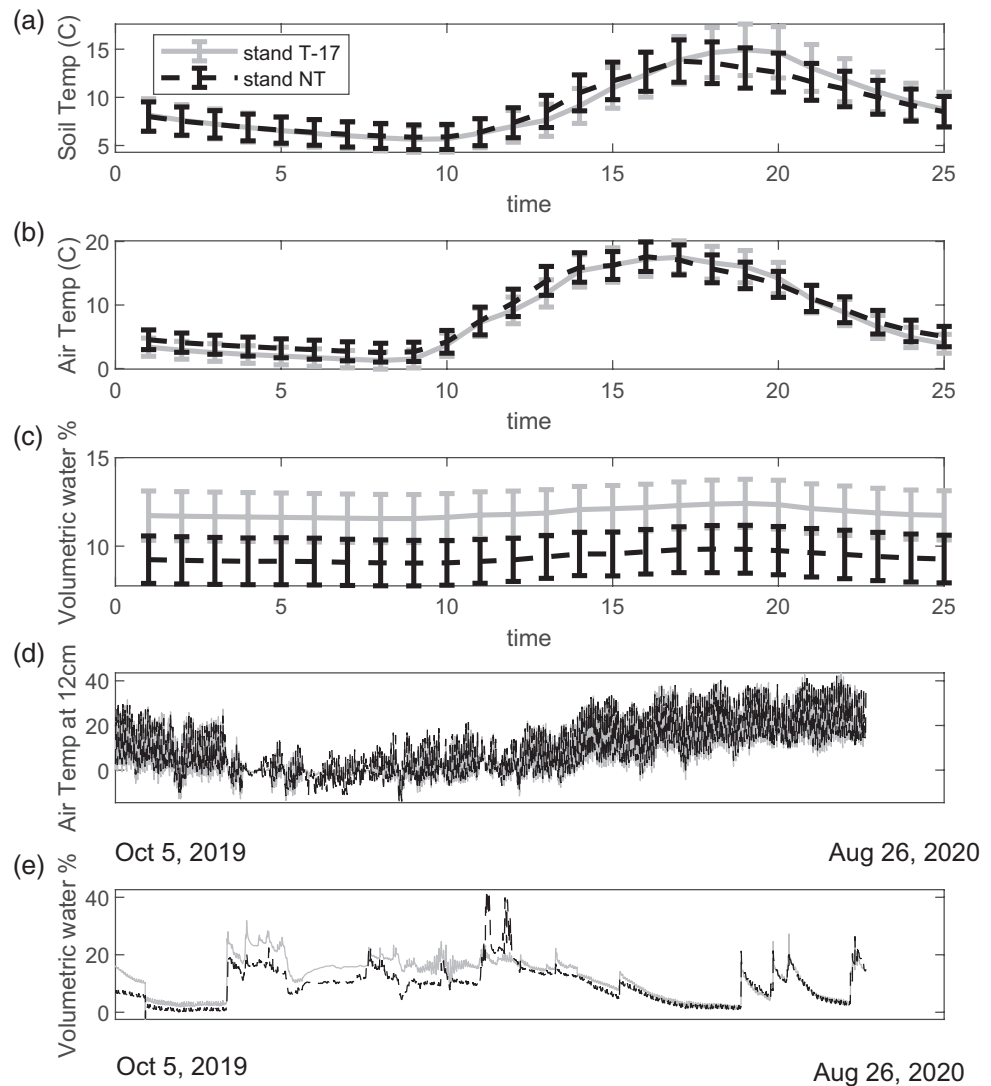 (a)
Soil Temp (C)
15
10
5
stand T-17
stand NT
0 5 10 15 20 25
time
(b)
Air Temp (C)
20
10
0
0 5 10 15 20 25
time
(c)
Volumetric water %
15
10
0 5 10 15 20 25
time
(d)
Air Temp at 12cm
40
20
0
Oct 5, 2019 Aug 26, 2020
(e)
Volumetric water %
40
20
0
Oct 5, 2019 Aug 26, 2020